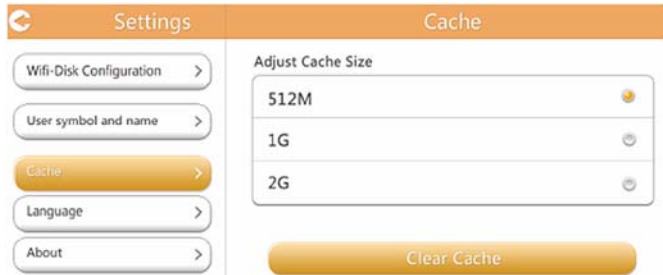 Settings
Cache
Wifi-Disk Configuration
User symbol and name
Cache
Language
About
Adjust Cache Size
512M
1G
2G
Clear Cache